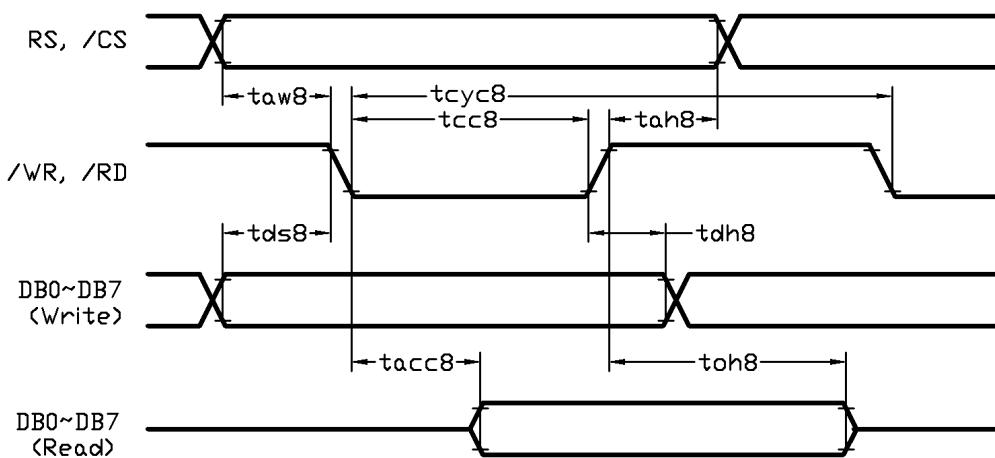 RS, /CS
taw8
tcyc8
tcc8
tah8
/WR, /RD
tds8
tdh8
DB0~DB7
(Write)
tacc8
toh8
DB0~DB7
(Read)